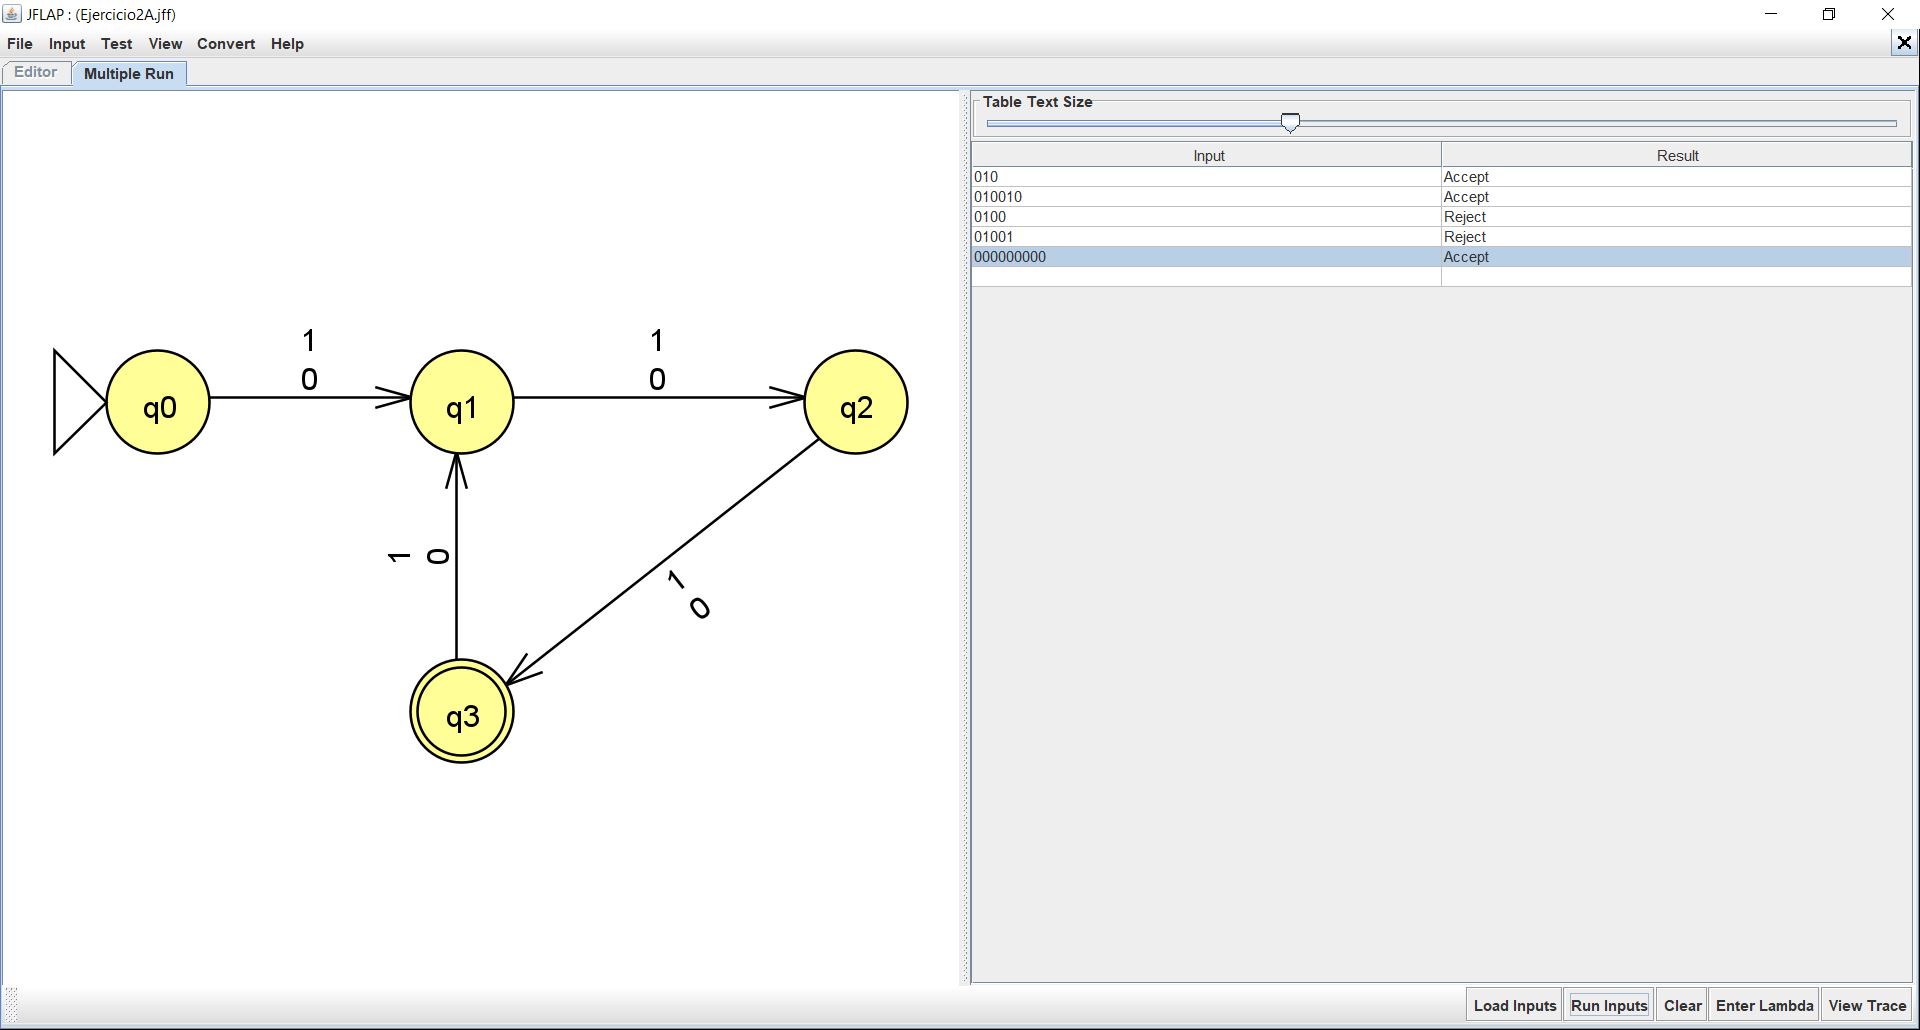 JFLAP : (Ejercicio2A.jff)
File Input Test View Convert Help
Editor Multiple Run
Table Text Size
Input Result
010 Accept
010010 Accept
0100 Reject
01001 Reject
000000000 Accept
1 1
0 0
q0 q1 q2
1 0
1
0
q3
Load Inputs Run Inputs Clear Enter Lambda View Trace